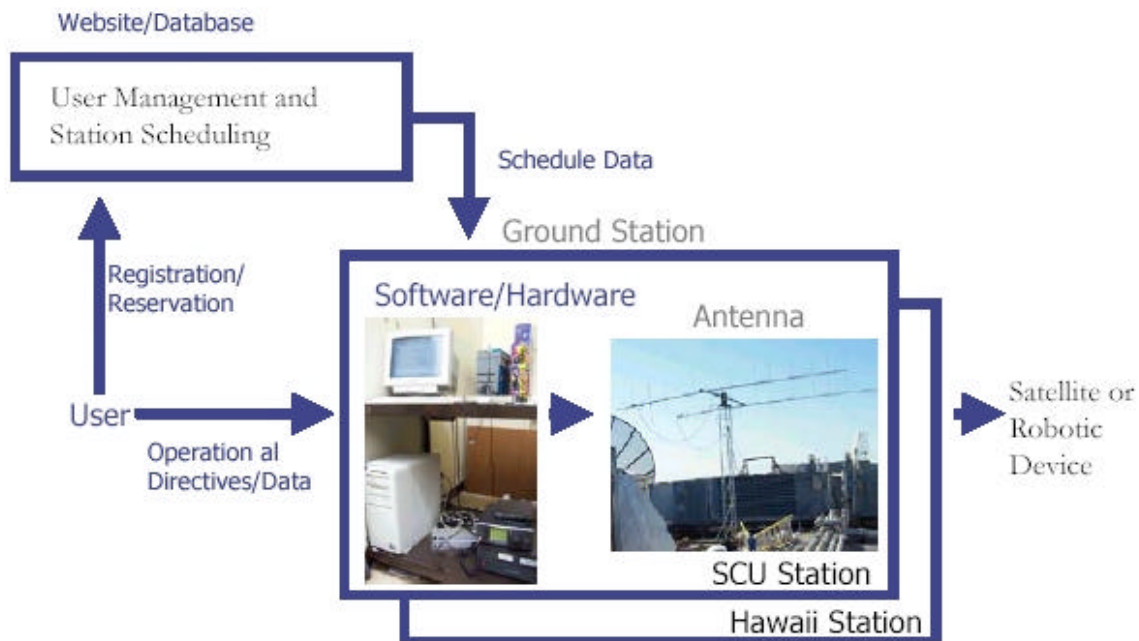 Website/Database
User Management and
Station Scheduling
Schedule Data
Ground Station
Registration/
Reservation
Software/Hardware
Antenna
User
Operation al
Directives/Data
Satellite or
Robotic
Device
SCU Station
Hawaii Station